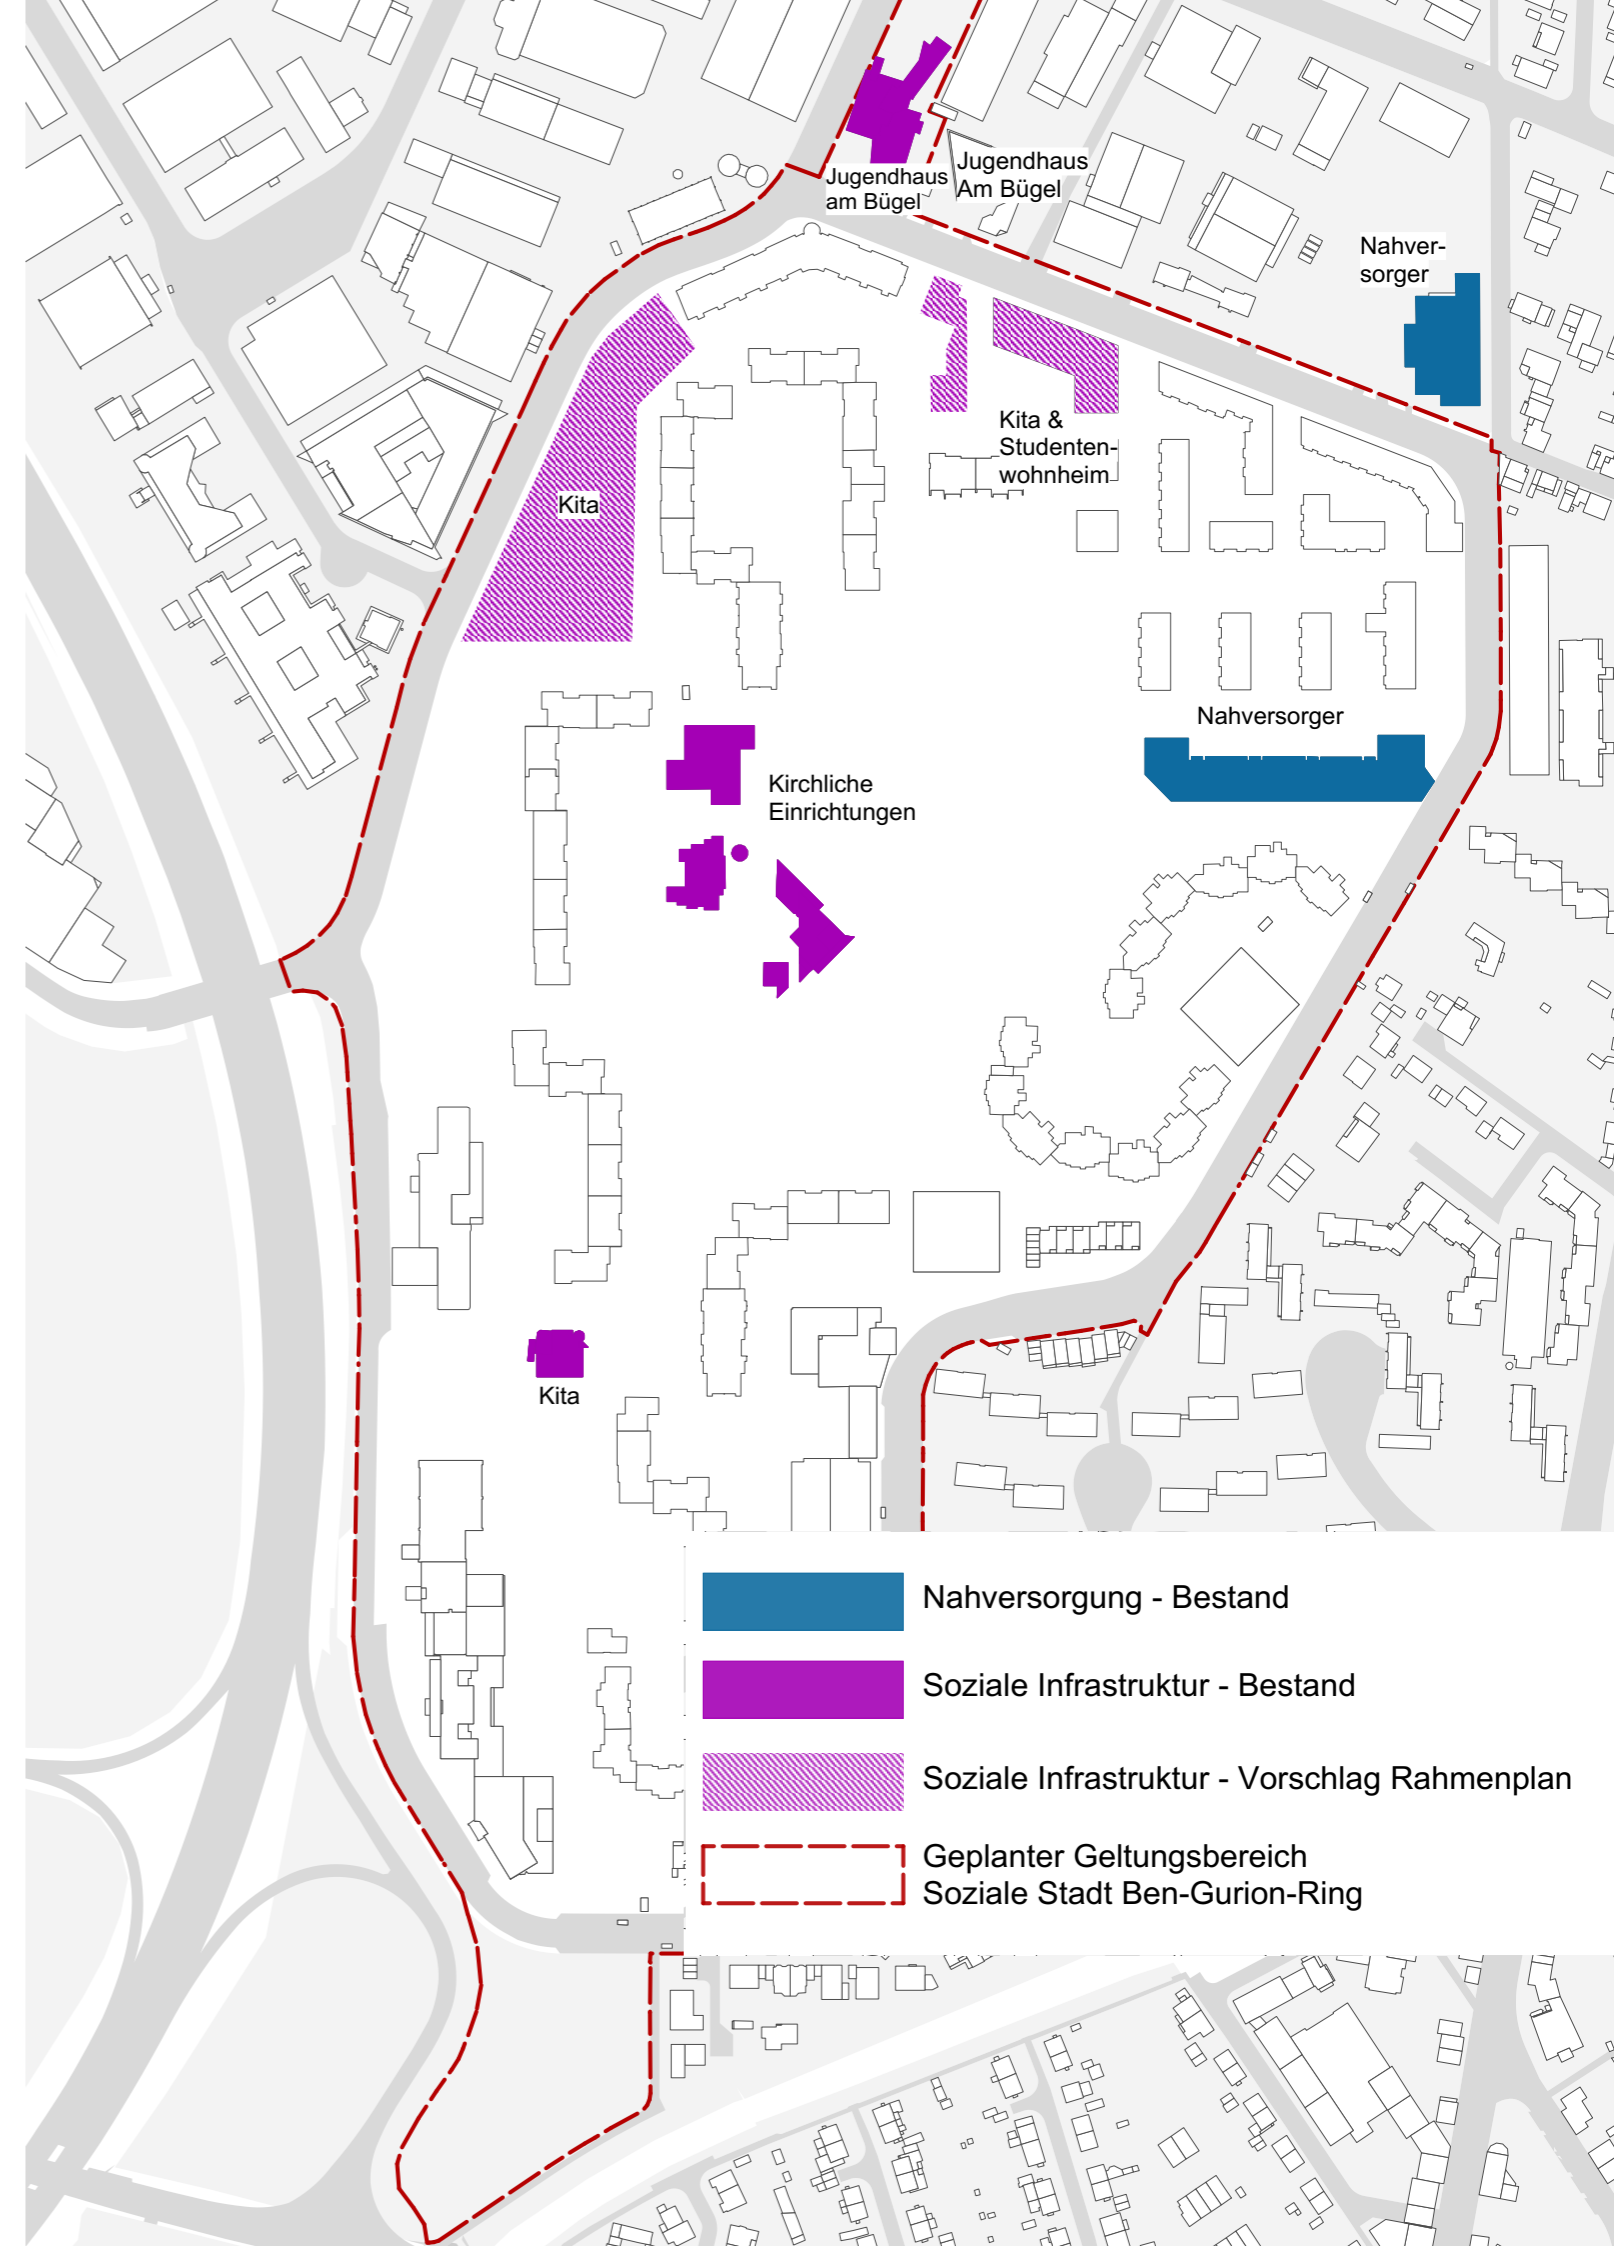 Jugendhaus
am Bügel
Jugendhaus
Am Bügel
Nahver-
sorger
Kita &
Studenten-
wohnheim
Kita
Nahversorger
Kirchliche
Einrichtungen
Kita
Nahversorgung - Bestand
Soziale Infrastruktur - Bestand
Soziale Infrastruktur - Vorschlag Rahmenplan
Geplanter Geltungsbereich
Soziale Stadt Ben-Gurion-Ring